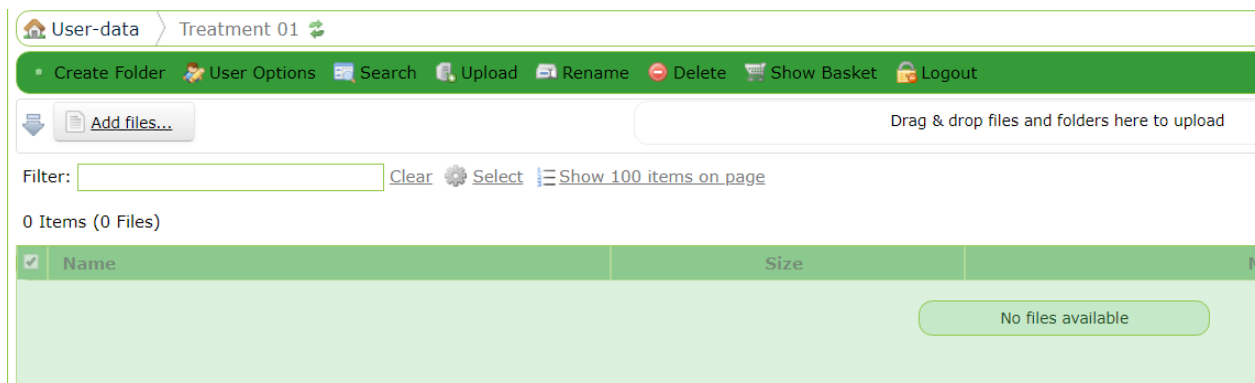 User-data Treatment 01
Create Folder User Options Search Upload Rename Delete Show Basket Logout
Add files... Drag & drop files and folders here to upload
Filter: Clear Select Show 100 items on page
0 Items (0 Files)
Name Size
No files available